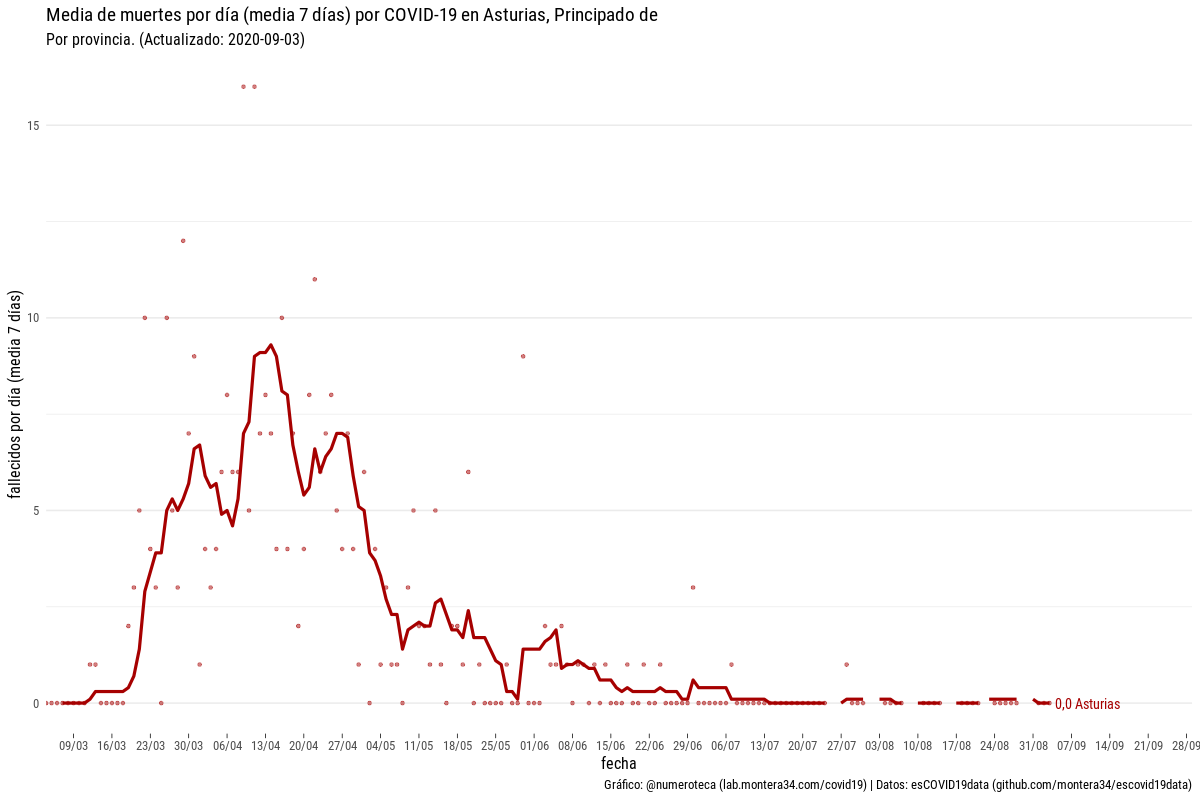 Media de muertes por día (media 7 días) por COVID-19 en Asturias, Principado de
Por provincia. (Actualizado: 2020-09-03)
fallecidos por día (media 7 días)
15
10
5
0
0,0 Asturias
09/03 16/03 23/03 30/03 06/04 13/04 20/04 27/04 04/05 11/05 18/05 25/05 01/06 08/06 15/06 22/06 29/06 06/07 13/07 20/07 27/07 03/08 10/08 17/08 24/08 31/08 07/09 14/09 21/09 28/09
fecha
Gráfico: @numeroteca (lab.montera34.com/covid19) | Datos: esCOVID19data (github.com/montera34/escovid19data)